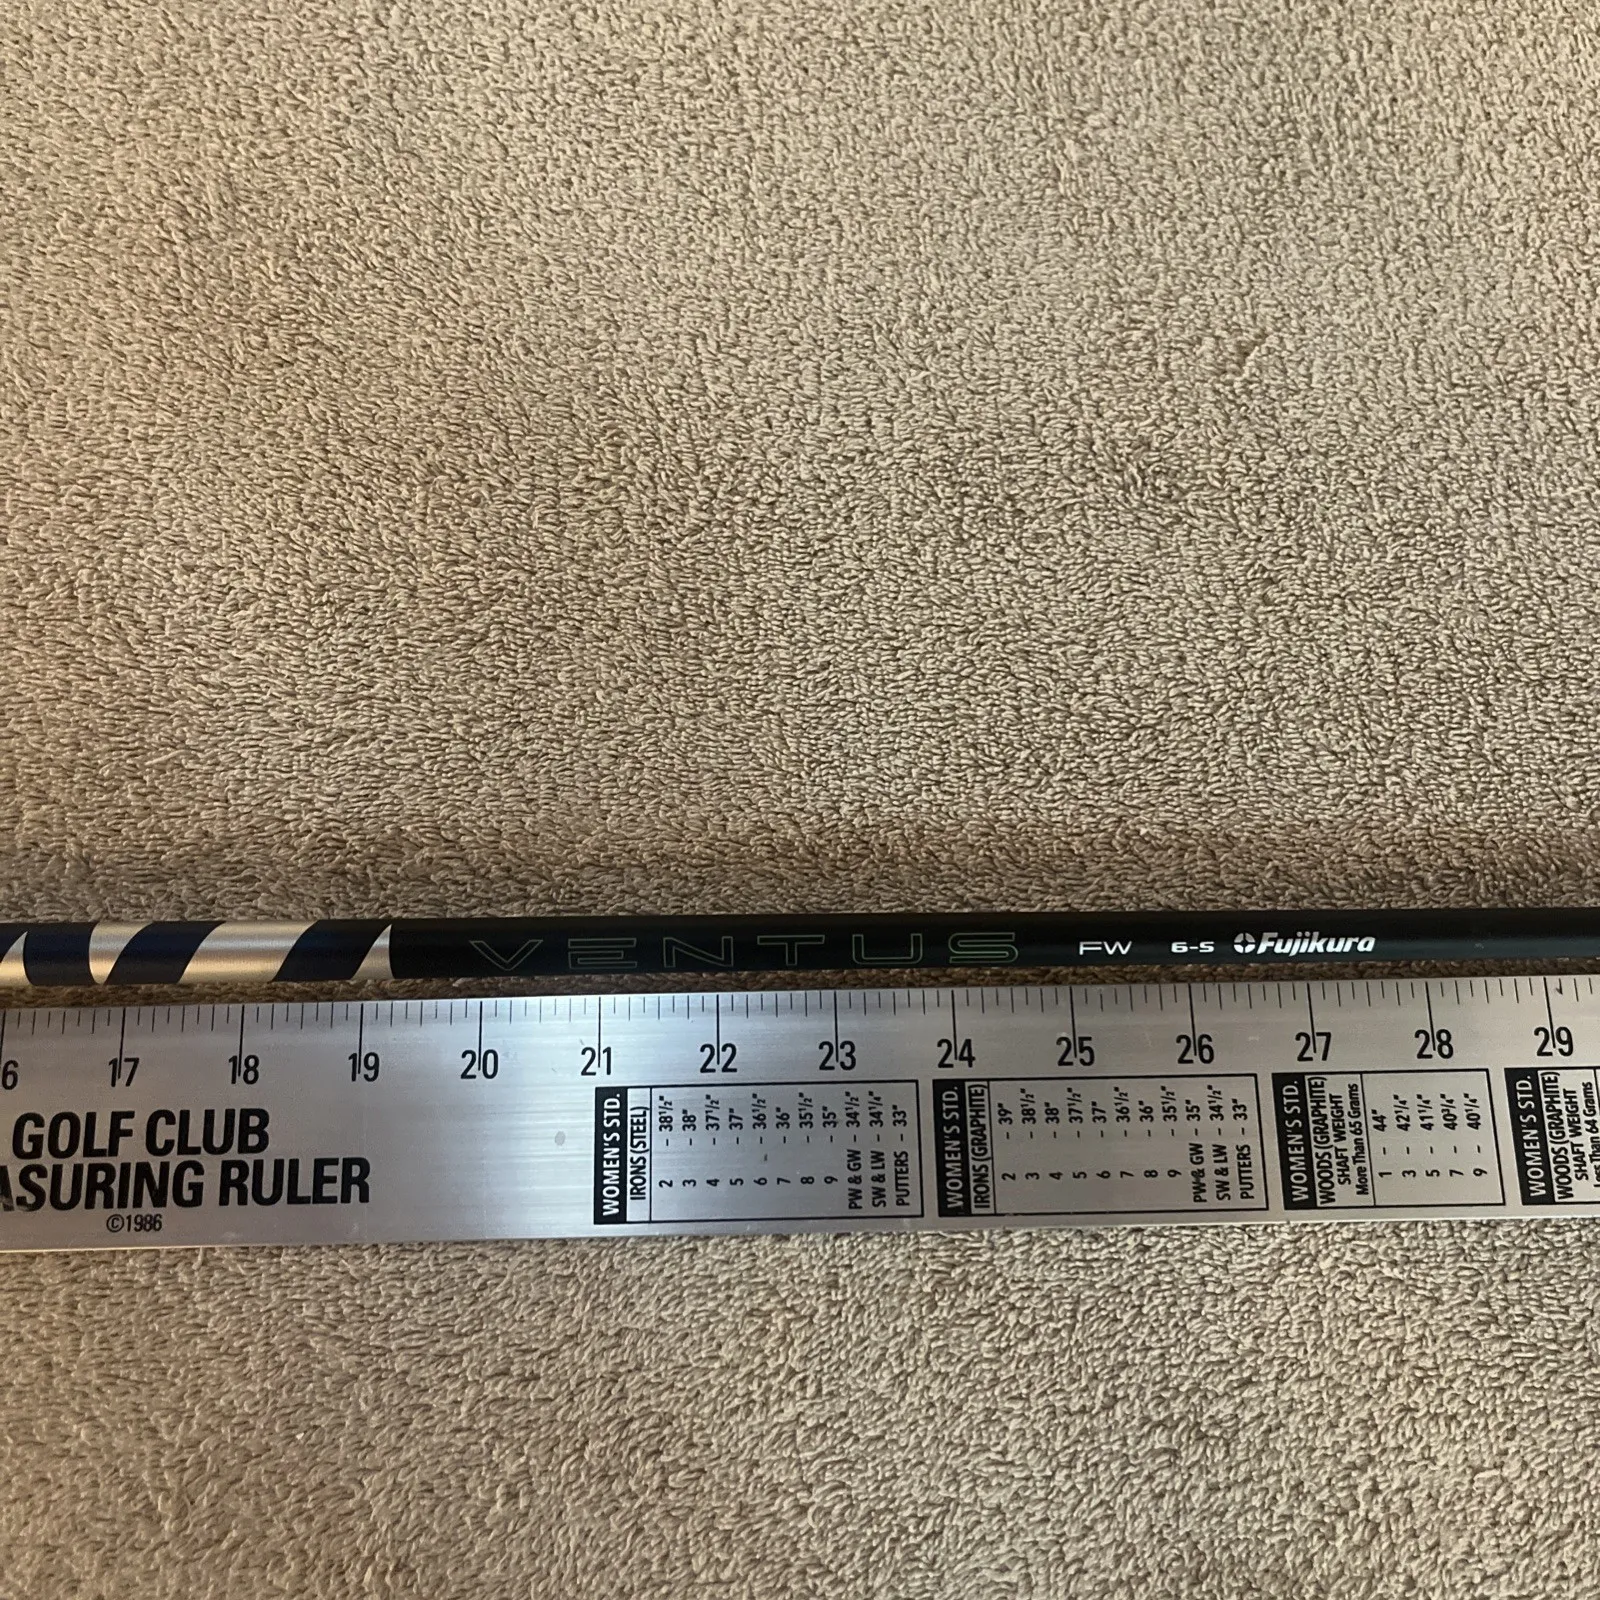 VENTUS FW 6-S Fujikura
6 17 18 19 20 21 22 23 24 25 26 27 28 29
GOLF CLUB
ASURING RULER
©1986
WOMEN'S STD.
IRONS (STEEL)
2 - 38½"
3 - 38"
4 - 37½"
5 - 37"
6 - 36½"
7 - 36"
8 - 35½"
9 - 35"
PW & GW - 34½"
SW & LW - 34¼"
PUTTERS - 33"
WOMEN'S STD.
IRONS (GRAPHITE)
2 - 39"
3 - 38½"
4 - 38"
5 - 37½"
6 - 37"
7 - 36½"
8 - 36"
9 - 35½"
PW & GW - 35"
SW & LW - 34½"
PUTTERS - 33"
WOMEN'S STD.
WOODS (GRAPHITE)
SHAFT WEIGHT
More Than 65 Grams
1 - 44"
3 - 42¼"
5 - 41¼"
7 - 40¾"
9 - 40¼"
WOMEN'S STD.
WOODS (GRAPHITE)
SHAFT WEIGHT
Less Than 64 Grams